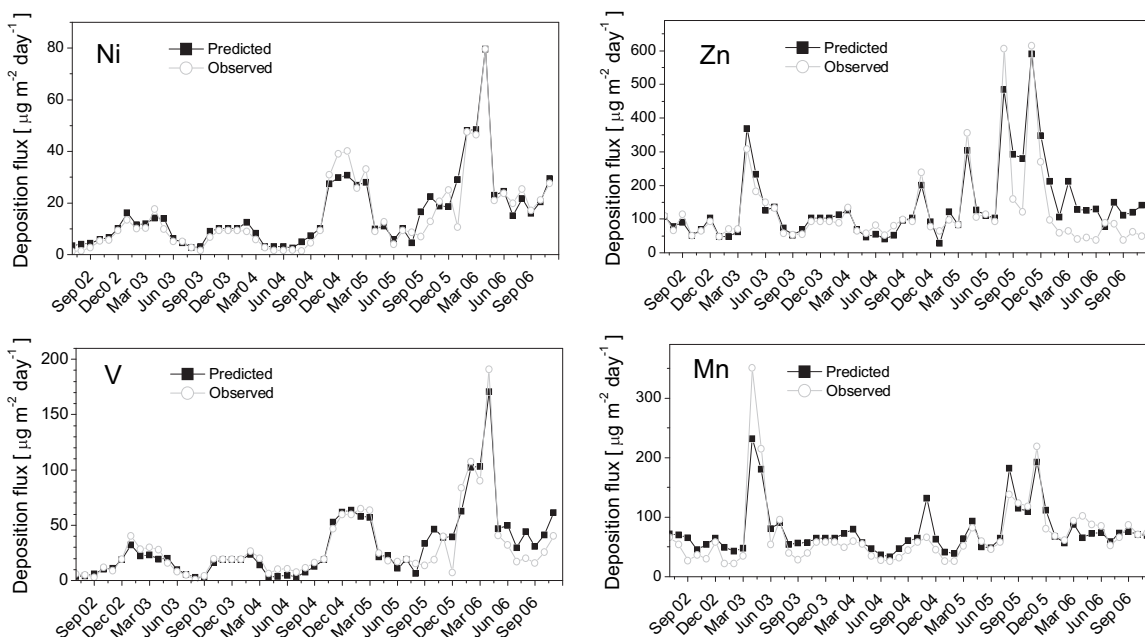 Ni
Predicted
Observed
Deposition flux [ µg m-2 day-1]
80
60
40
20
0
Sep 02
Dec0 2
Mar 03
Jun 03
Sep 03
Dec0 3
Mar0 4
Jun 04
Sep 04
Dec 04
Mar 05
Jun 05
Sep 05
Dec0 5
Mar 06
Jun 06
Sep 06
Zn
Predicted
Observed
Deposition flux [ µg m-2 day-1]
600
500
400
300
200
100
0
Sep 02
Dec 02
Mar 03
Jun 03
Sep 03
Dec 03
Mar 04
Jun 04
Sep 04
Dec 04
Mar 05
Jun 05
Sep 05
Dec 05
Mar 06
Jun 06
Sep 06
V
Predicted
Observed
Deposition flux [ µg m-2 day-1]
200
150
100
50
0
Sep 02
Dec 02
Mar 03
Jun 03
Sep 03
Dec 03
Mar 04
Jun 04
Sep 04
Dec 04
Mar 05
Jun 05
Sep 05
Dec 05
Mar 06
Jun 06
Sep 06
Mn
Predicted
Observed
Deposition flux [ µg m-2 day-1]
300
200
100
0
Sep 02
Dec 02
Mar 03
Jun 03
Sep 03
Dec0 3
Mar 04
Jun 04
Sep 04
Dec 04
Mar0 5
Jun 05
Sep 05
Dec0 5
Mar 06
Jun 06
Sep 06